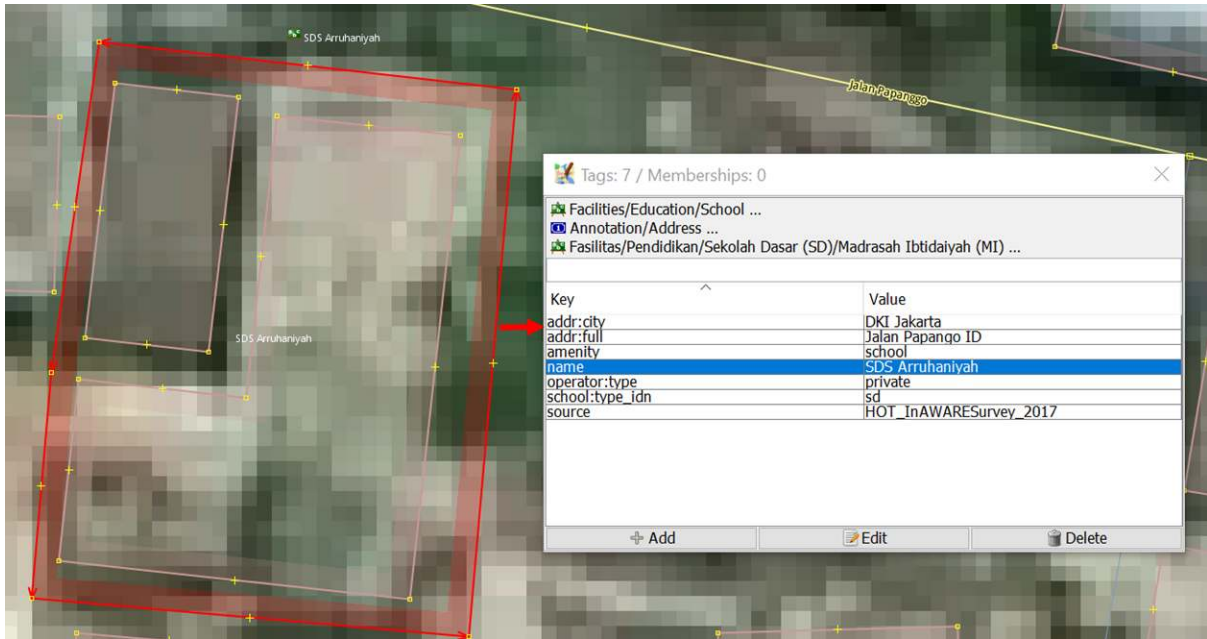 SDS Arruhaniyah
Jalan Papanggo
Tags: 7 / Memberships: 0
Facilities/Education/School ...
Annotation/Address ...
Fasilitas/Pendidikan/Sekolah Dasar (SD)/Madrasah Ibtidaiyah (MI) ...
Key Value
addr:city DKI Jakarta
addr:full Jalan Papango ID
amenity school
name SDS Arruhaniyah
operator:type private
school:type_idn sd
source HOT_InAWARESurvey_2017
SDS Arruhaniyah
Add Edit Delete